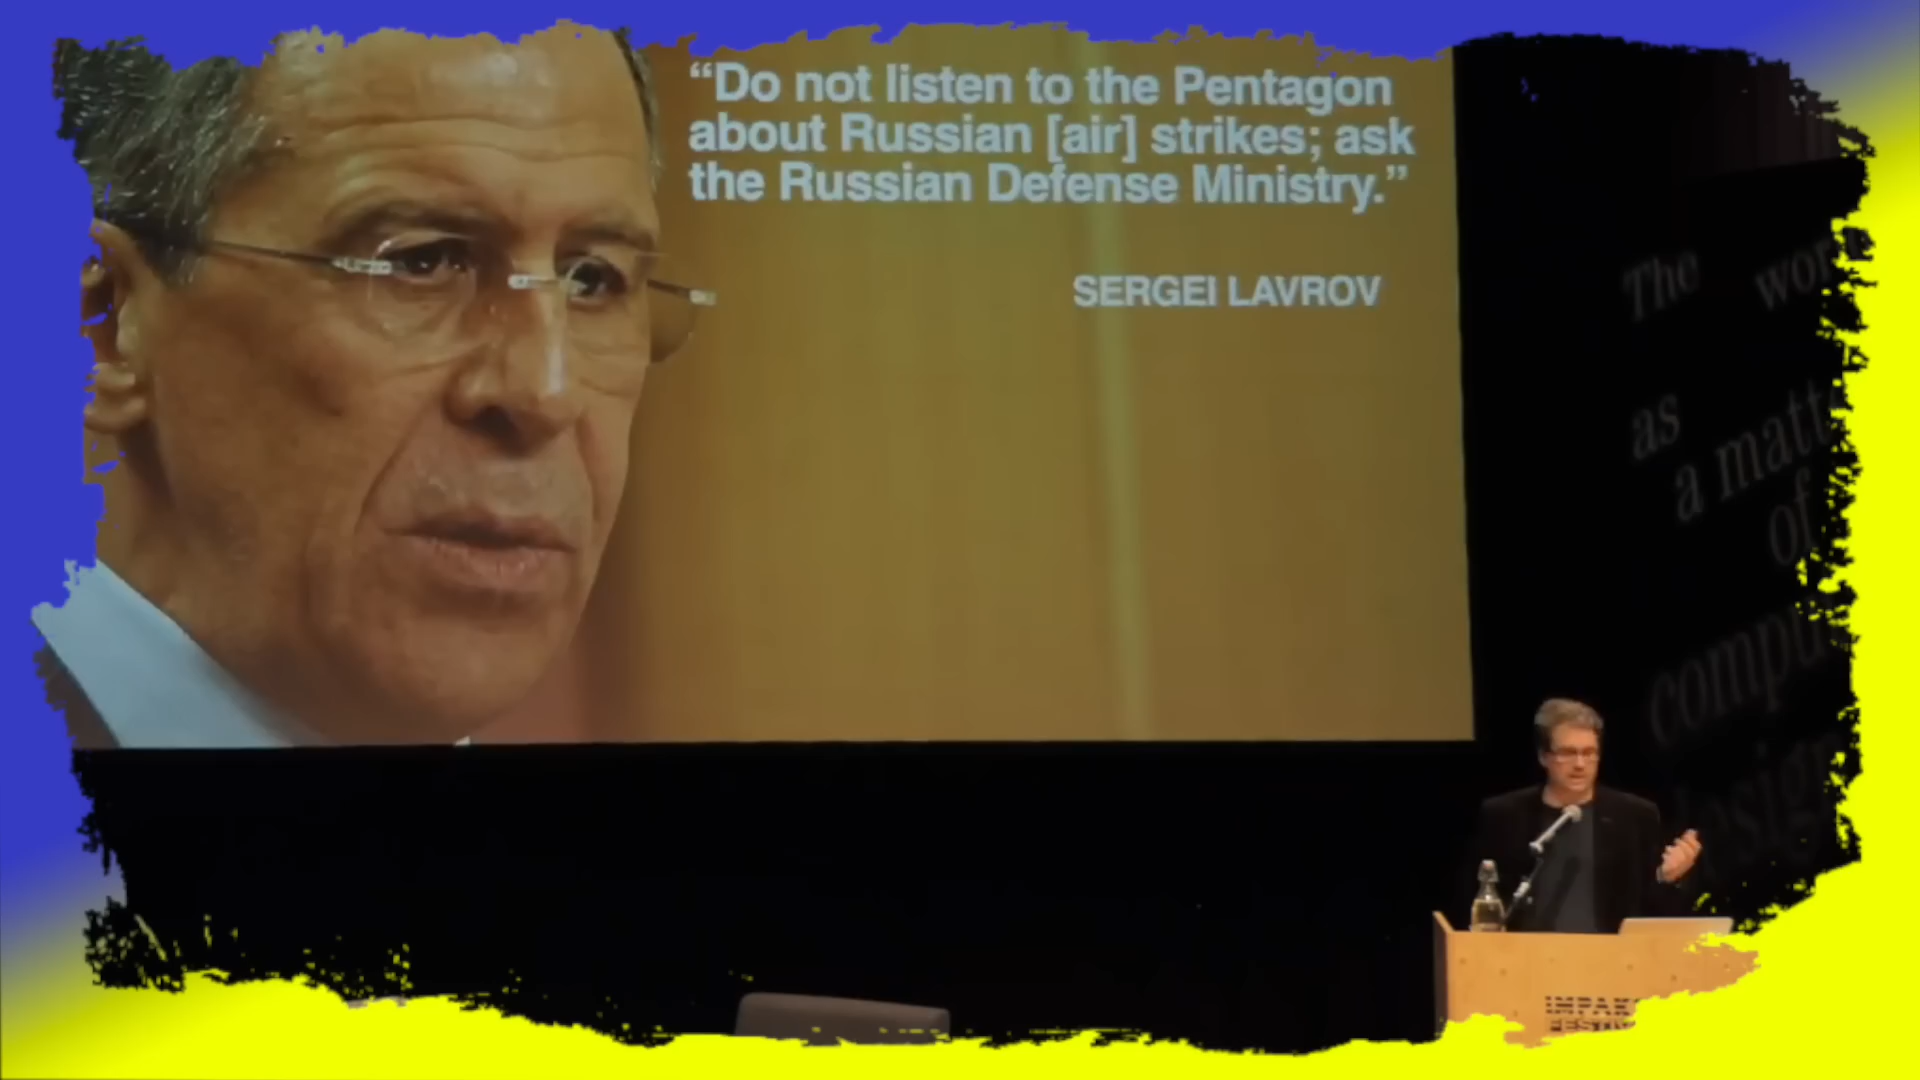 “Do not listen to the Pentagon
about Russian [air] strikes; ask
the Russian Defense Ministry.”
SERGEI LAVROV
The
as
a
of